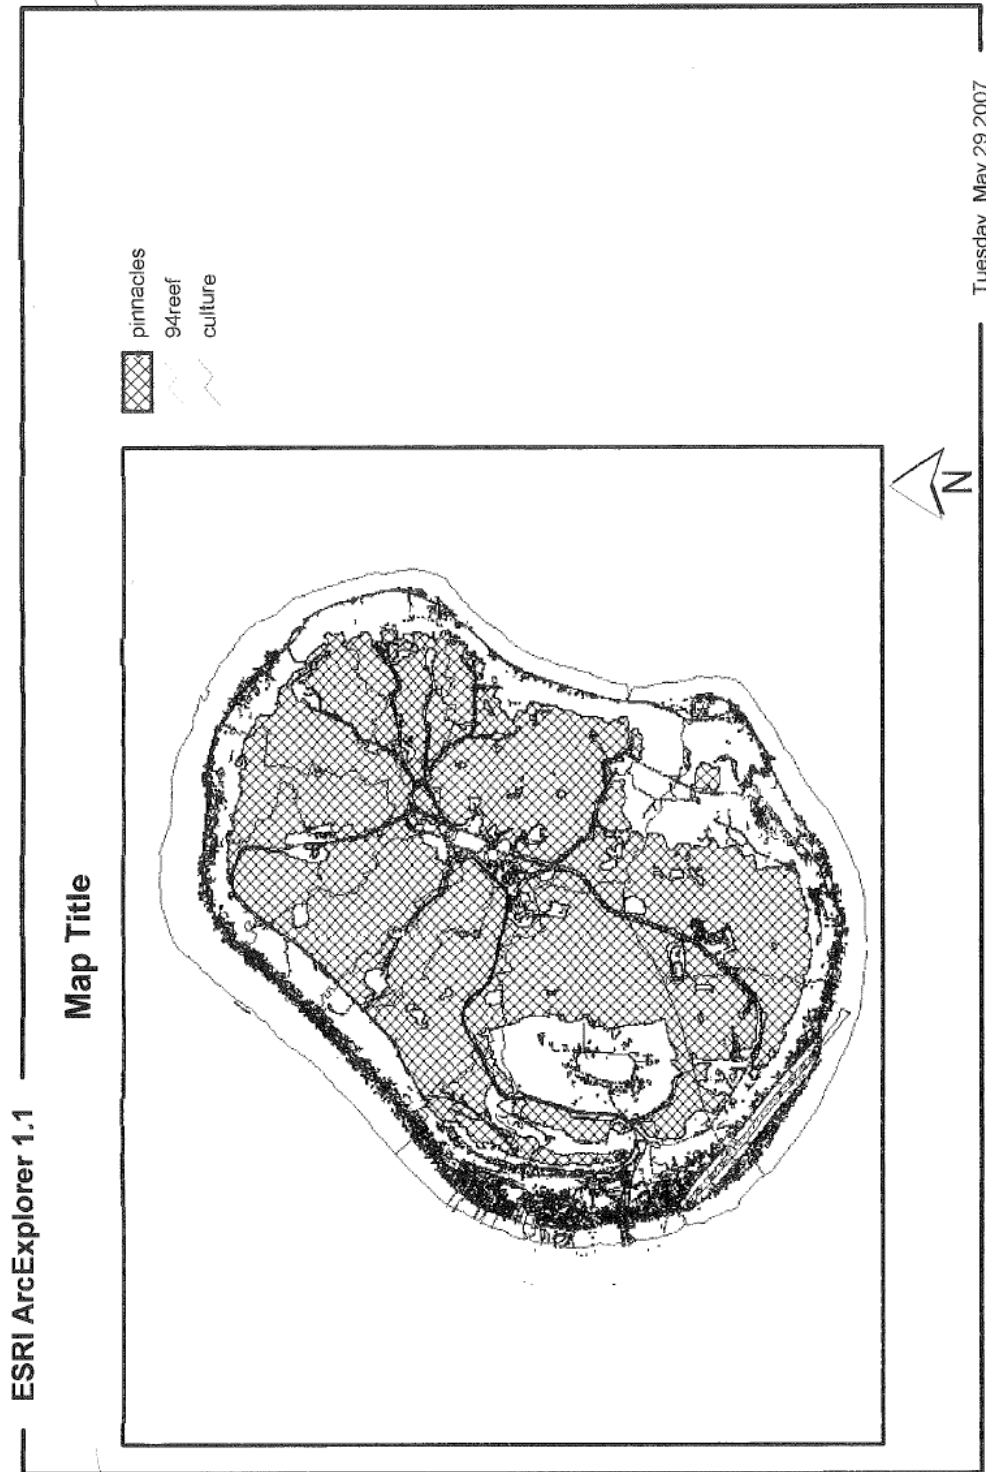 ESRI ArcExplorer 1.1
Map Title
pinnacles
94reef
culture
N
Tuesday, May 29 2007